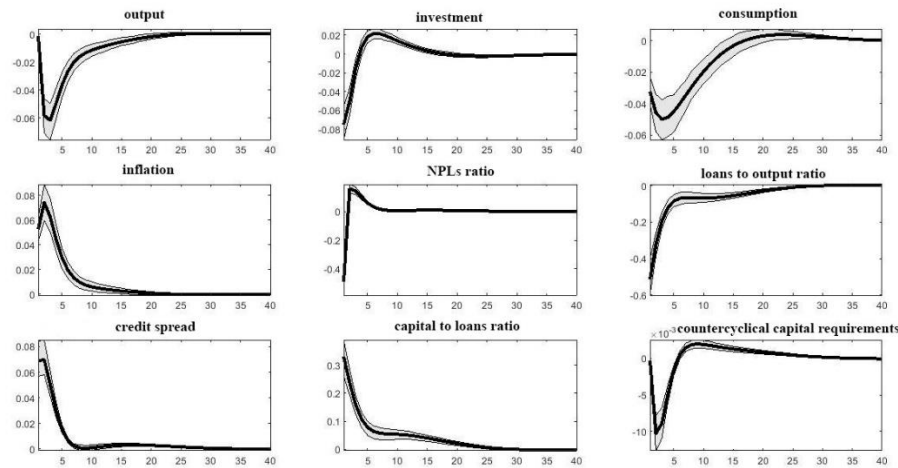 output
0
-0.02
-0.04
-0.06
5 10 15 20 25 30 35 40
investment
0.02
0
-0.02
-0.04
-0.06
-0.08
5 10 15 20 25 30 35 40
consumption
0
-0.02
-0.04
-0.06
5 10 15 20 25 30 35 40
inflation
0.08
0.06
0.04
0.02
0
5 10 15 20 25 30 35 40
NPLs ratio
0
-0.2
-0.4
5 10 15 20 25 30 35 40
loans to output ratio
0
-0.2
-0.4
-0.6
5 10 15 20 25 30 35 40
credit spread
0.08
0.06
0.04
0.02
0
5 10 15 20 25 30 35 40
capital to loans ratio
0.3
0.2
0.1
0
5 10 15 20 25 30 35 40
countercyclical capital requirements
×10⁻³
0
-5
-10
5 10 15 20 25 30 35 40